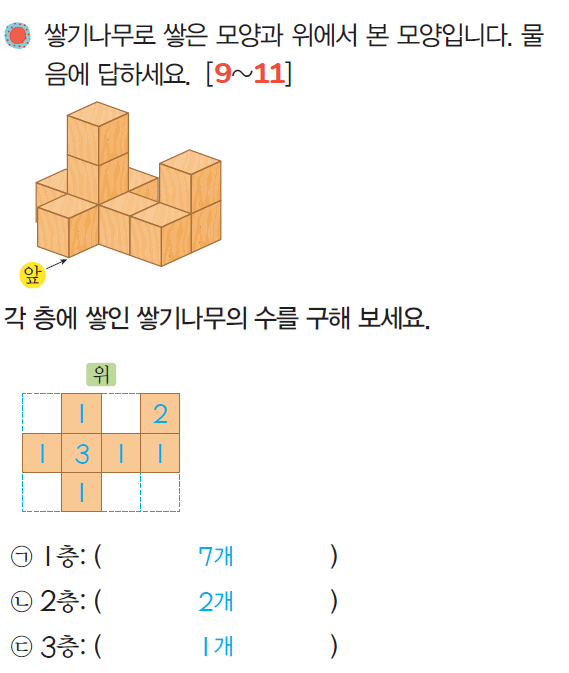 쌓기나무로 쌓은 모양과 위에서 본 모양입니다. 물
음에 답하세요. [9~11]
앞
각 층에 쌓인 쌓기나무의 수를 구해 보세요.
위
1 2
1 3 1 1
1
㉠ 1층: ( 7개 )
㉡ 2층: ( 2개 )
㉢ 3층: ( 1개 )